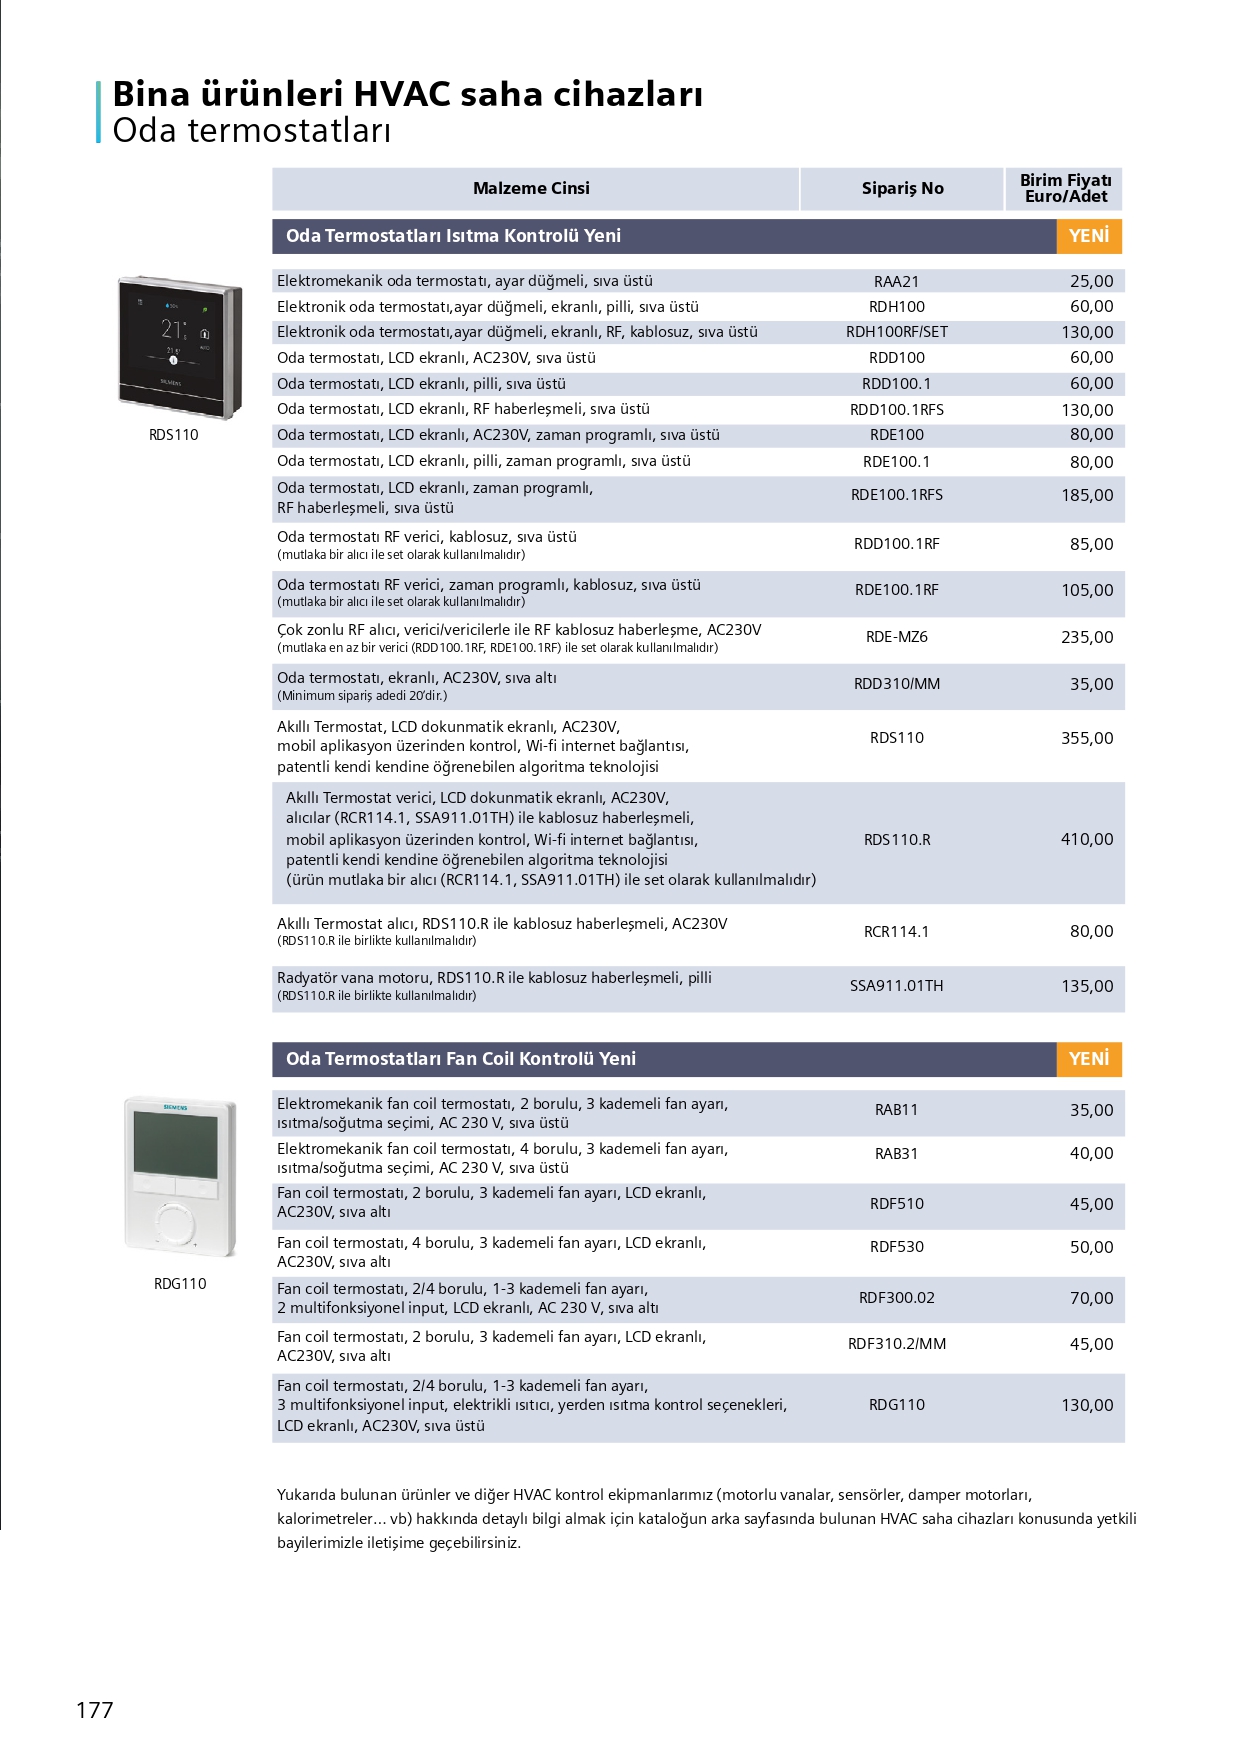 Bina ürünleri HVAC saha cihazları
Oda termostatları
Malzeme Cinsi Sipariş No Birim Fiyatı
Euro/Adet
Oda Termostatları Isıtma Kontrolü Yeni YENİ
Elektromekanik oda termostatı, ayar düğmeli, sıva üstü RAA21 25,00
Elektronik oda termostatı,ayar düğmeli, ekranlı, pilli, sıva üstü RDH100 60,00
Elektronik oda termostatı,ayar düğmeli, ekranlı, RF, kablosuz, sıva üstü RDH100RF/SET 130,00
Oda termostatı, LCD ekranlı, AC230V, sıva üstü RDD100 60,00
Oda termostatı, LCD ekranlı, pilli, sıva üstü RDD100.1 60,00
Oda termostatı, LCD ekranlı, RF haberleşmeli, sıva üstü RDD100.1RFS 130,00
RDS110
Oda termostatı, LCD ekranlı, AC230V, zaman programlı, sıva üstü RDE100 80,00
Oda termostatı, LCD ekranlı, pilli, zaman programlı, sıva üstü RDE100.1 80,00
Oda termostatı, LCD ekranlı, zaman programlı,
RF haberleşmeli, sıva üstü RDE100.1RFS 185,00
Oda termostatı RF verici, kablosuz, sıva üstü
(mutlaka bir alıcı ile set olarak kullanılmalıdır) RDD100.1RF 85,00
Oda termostatı RF verici, zaman programlı, kablosuz, sıva üstü
(mutlaka bir alıcı ile set olarak kullanılmalıdır) RDE100.1RF 105,00
Çok zonlu RF alıcı, verici/vericilerle ile RF kablosuz haberleşme, AC230V
(mutlaka en az bir verici (RDD100.1RF, RDE100.1RF) ile set olarak kullanılmalıdır) RDE-MZ6 235,00
Oda termostatı, ekranlı, AC230V, sıva altı
(Minimum sipariş adedi 20’dir.) RDD310/MM 35,00
Akıllı Termostat, LCD dokunmatik ekranlı, AC230V,
mobil aplikasyon üzerinden kontrol, Wi-fi internet bağlantısı, RDS110 355,00
patentli kendi kendine öğrenebilen algoritma teknolojisi
Akıllı Termostat verici, LCD dokunmatik ekranlı, AC230V,
alıcılar (RCR114.1, SSA911.01TH) ile kablosuz haberleşmeli,
mobil aplikasyon üzerinden kontrol, Wi-fi internet bağlantısı, RDS110.R 410,00
patentli kendi kendine öğrenebilen algoritma teknolojisi
(ürün mutlaka bir alıcı (RCR114.1, SSA911.01TH) ile set olarak kullanılmalıdır)
Akıllı Termostat alıcı, RDS110.R ile kablosuz haberleşmeli, AC230V
(RDS110.R ile birlikte kullanılmalıdır) RCR114.1 80,00
Radyatör vana motoru, RDS110.R ile kablosuz haberleşmeli, pilli
(RDS110.R ile birlikte kullanılmalıdır) SSA911.01TH 135,00
Oda Termostatları Fan Coil Kontrolü Yeni YENİ
SIEMENS
RDG110
Elektromekanik fan coil termostatı, 2 borulu, 3 kademeli fan ayarı,
ısıtma/soğutma seçimi, AC 230 V, sıva üstü RAB11 35,00
Elektromekanik fan coil termostatı, 4 borulu, 3 kademeli fan ayarı,
ısıtma/soğutma seçimi, AC 230 V, sıva üstü RAB31 40,00
Fan coil termostatı, 2 borulu, 3 kademeli fan ayarı, LCD ekranlı,
AC230V, sıva altı RDF510 45,00
Fan coil termostatı, 4 borulu, 3 kademeli fan ayarı, LCD ekranlı,
AC230V, sıva altı RDF530 50,00
Fan coil termostatı, 2/4 borulu, 1-3 kademeli fan ayarı,
2 multifonksiyonel input, LCD ekranlı, AC 230 V, sıva altı RDF300.02 70,00
Fan coil termostatı, 2 borulu, 3 kademeli fan ayarı, LCD ekranlı,
AC230V, sıva altı RDF310.2/MM 45,00
Fan coil termostatı, 2/4 borulu, 1-3 kademeli fan ayarı,
3 multifonksiyonel input, elektrikli ısıtıcı, yerden ısıtma kontrol seçenekleri, RDG110 130,00
LCD ekranlı, AC230V, sıva üstü
Yukarıda bulunan ürünler ve diğer HVAC kontrol ekipmanlarımız (motorlu vanalar, sensörler, damper motorları,
kalorimetreler... vb) hakkında detaylı bilgi almak için kataloğun arka sayfasında bulunan HVAC saha cihazları konusunda yetkili
bayilerimizle iletişime geçebilirsiniz.
177